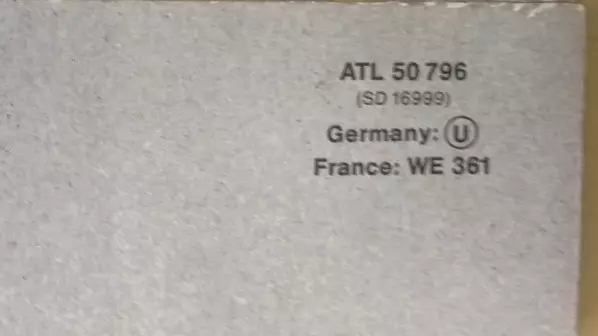 ATL 50 796
(SD 16999)
Germany: Ⓤ
France: WE 361